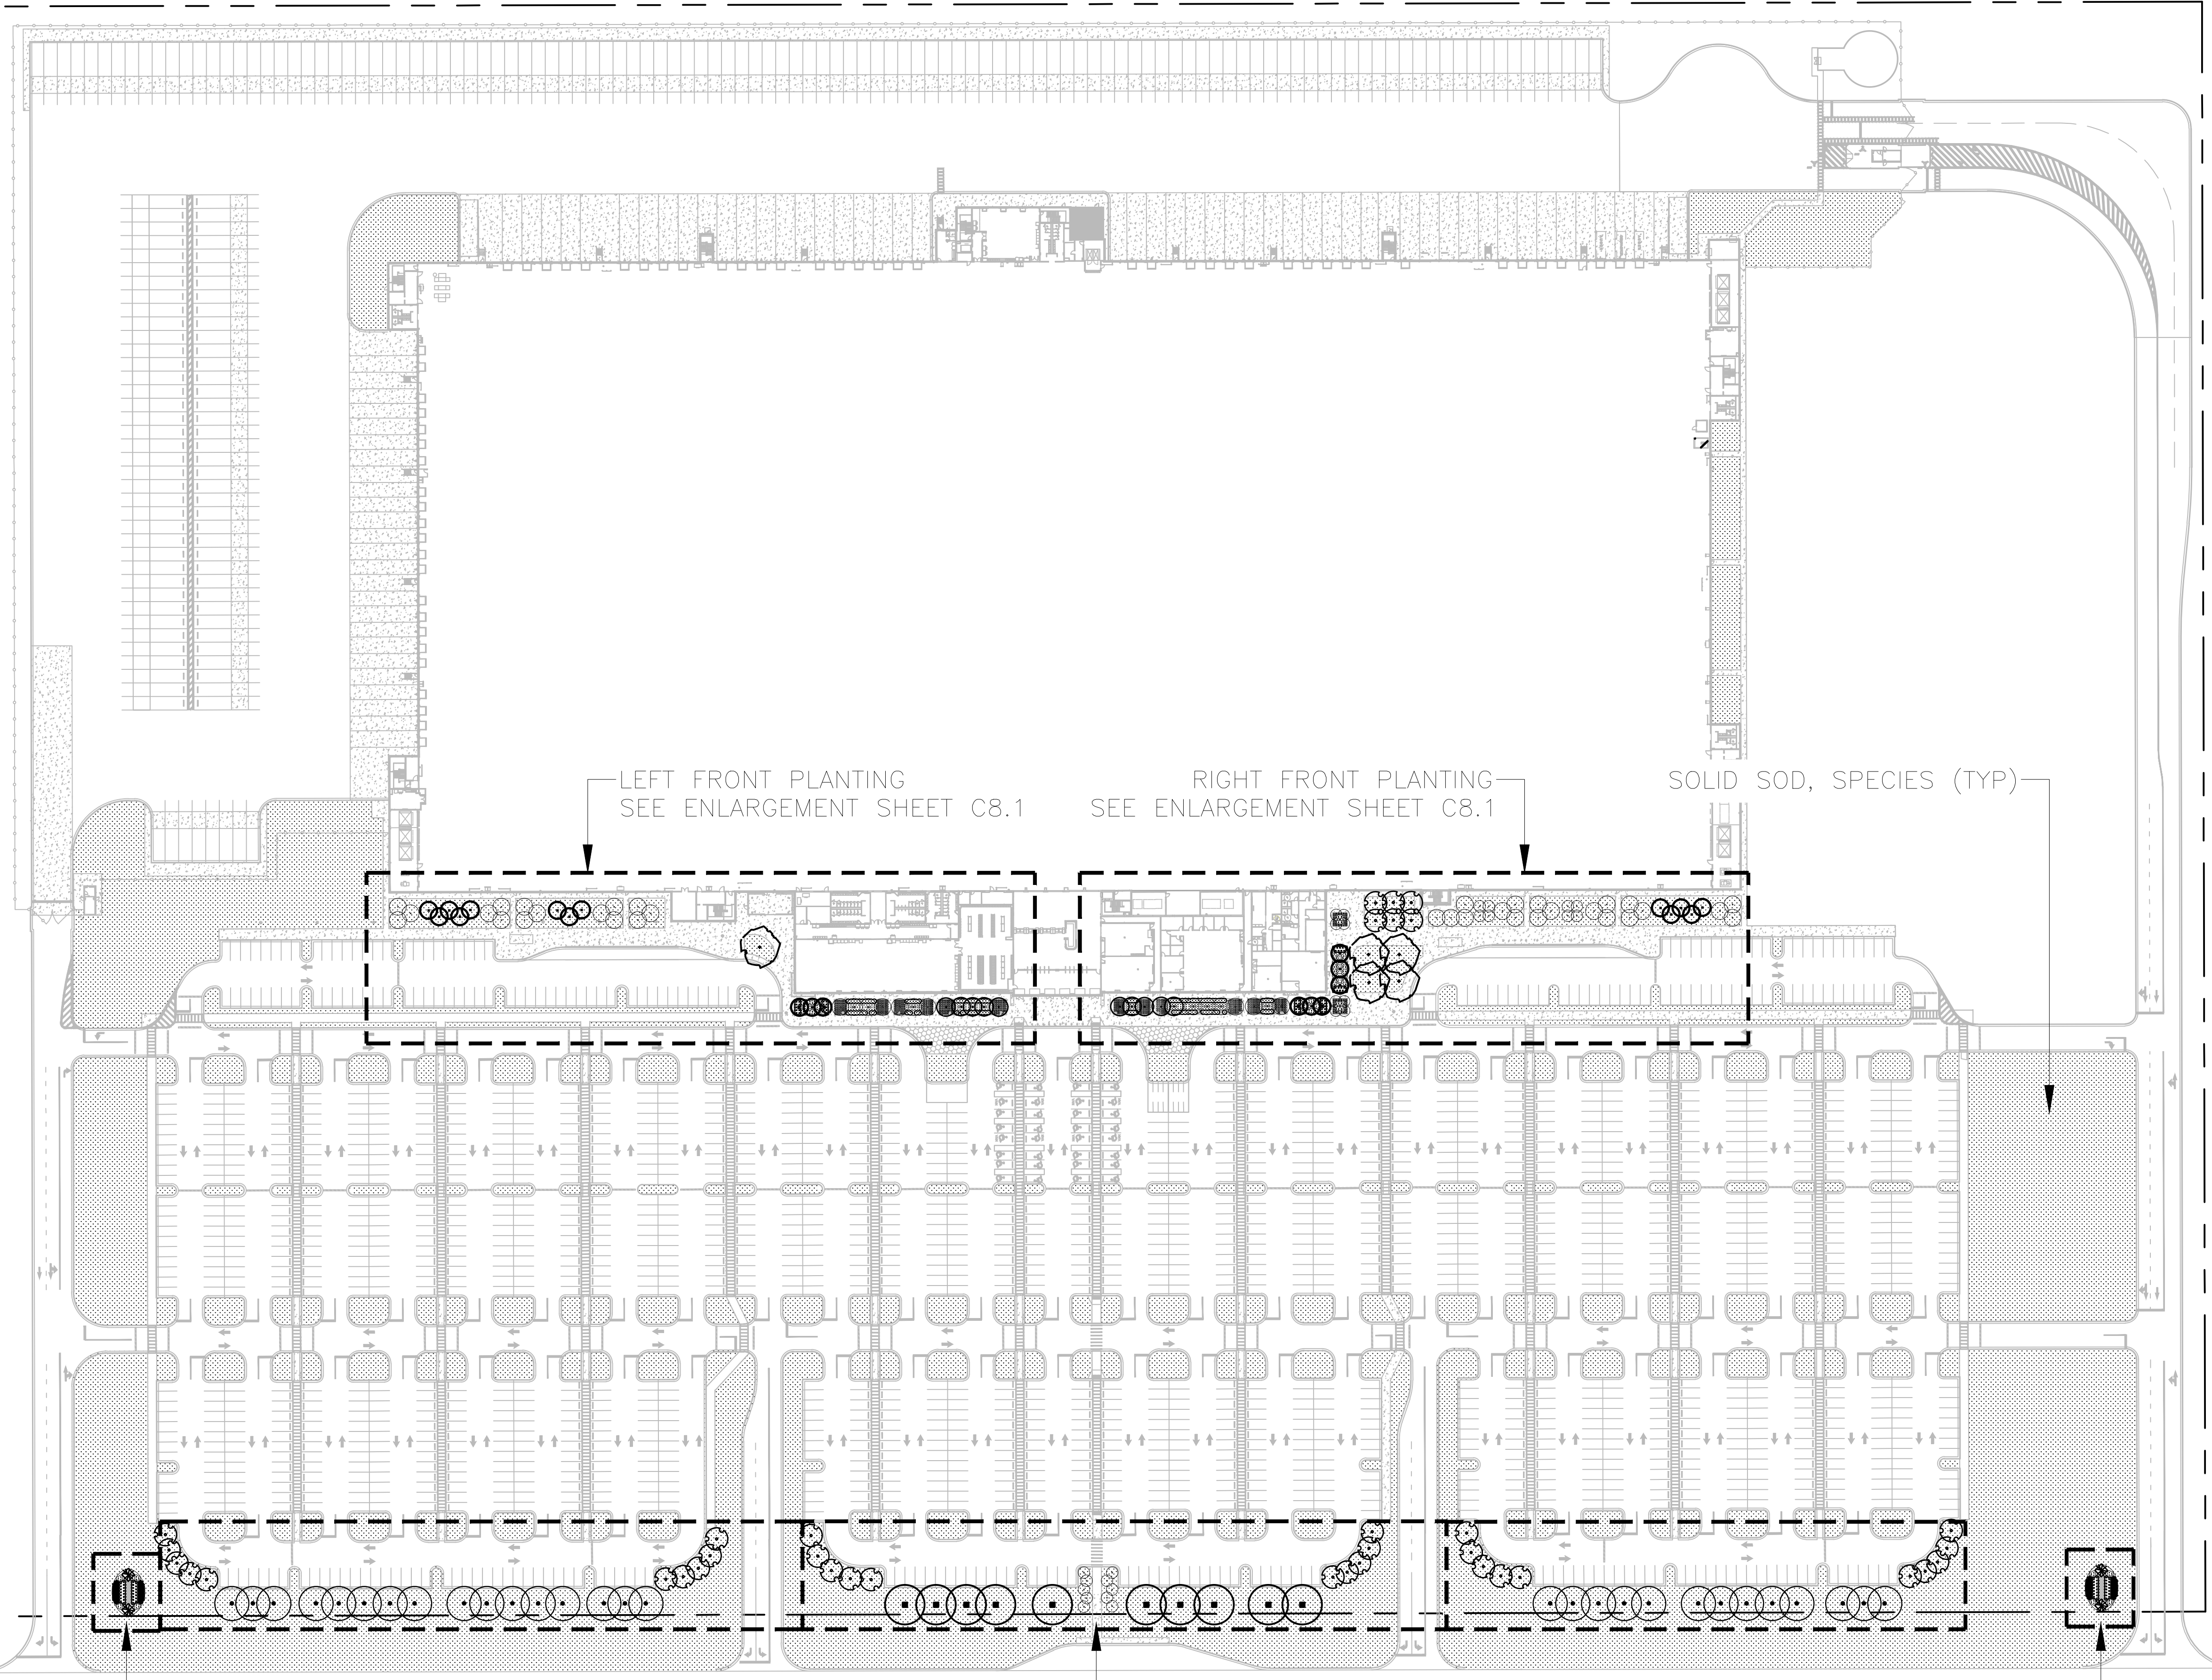 LEFT FRONT PLANTING
SEE ENLARGEMENT SHEET C8.1
RIGHT FRONT PLANTING
SEE ENLARGEMENT SHEET C8.1
SOLID SOD, SPECIES (TYP)